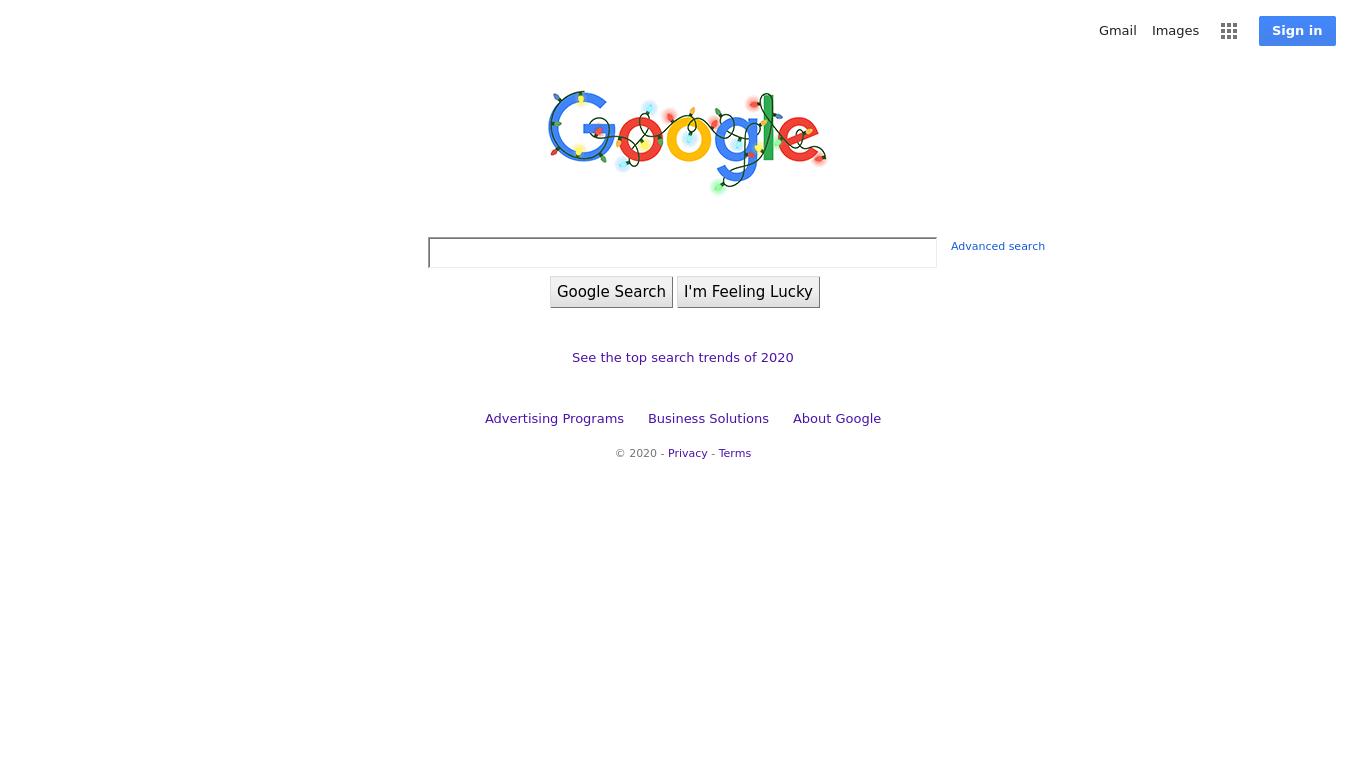 Gmail Images Sign in
Google
Advanced search
Google Search I'm Feeling Lucky
See the top search trends of 2020
Advertising Programs Business Solutions About Google
© 2020 - Privacy - Terms